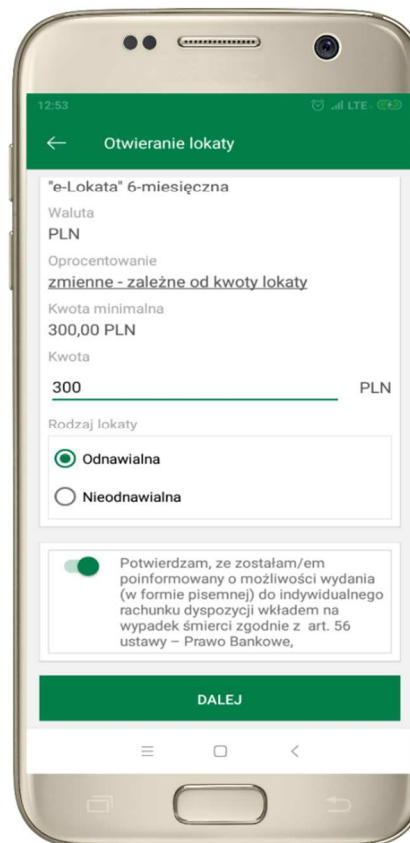 12:53
LTE
Otwieranie lokaty
"e-Lokata" 6-miesięczna
Waluta
PLN
Oprocentowanie
zmienne - zależne od kwoty lokaty
Kwota minimalna
300,00 PLN
Kwota
300 PLN
Rodzaj lokaty
Odnawialna
Nieodnawialna
Potwierdzam, ze zostałam/em
poinformowany o możliwości wydania
(w formie pisemnej) do indywidualnego
rachunku dyspozycji wkładem na
wypadek śmierci zgodnie z art. 56
ustawy – Prawo Bankowe,
DALEJ